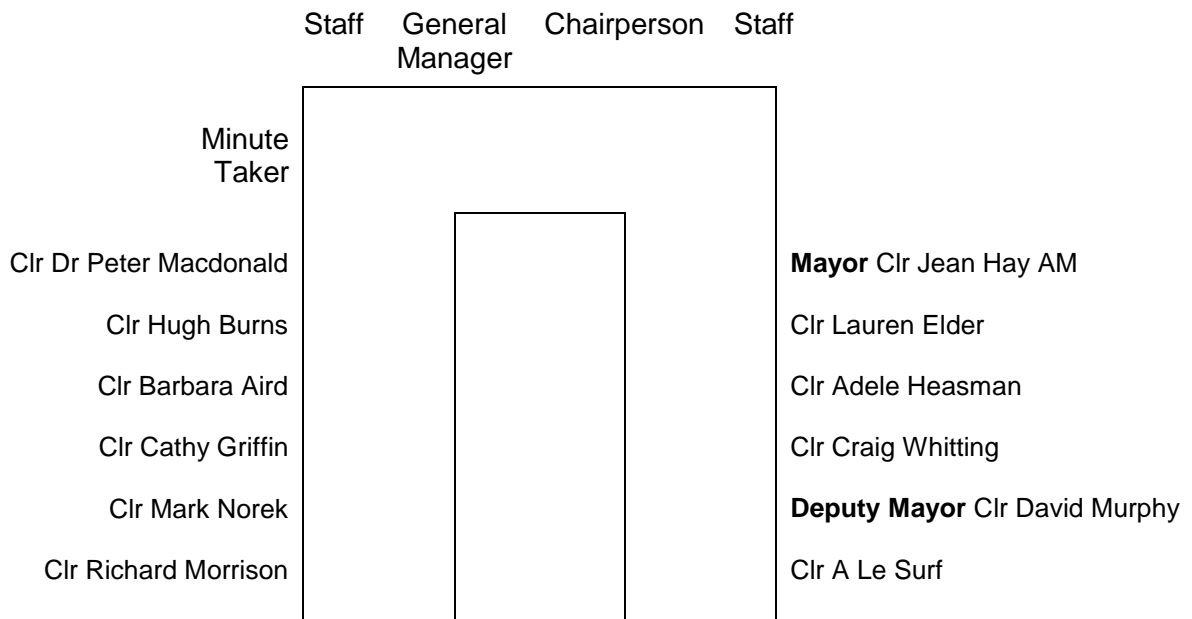 Staff General Chairperson Staff
Manager
Minute
Taker
Clr Dr Peter Macdonald Mayor Clr Jean Hay AM
Clr Hugh Burns Clr Lauren Elder
Clr Barbara Aird Clr Adele Heasman
Clr Cathy Griffin Clr Craig Whitting
Clr Mark Norek Deputy Mayor Clr David Murphy
Clr Richard Morrison Clr A Le Surf